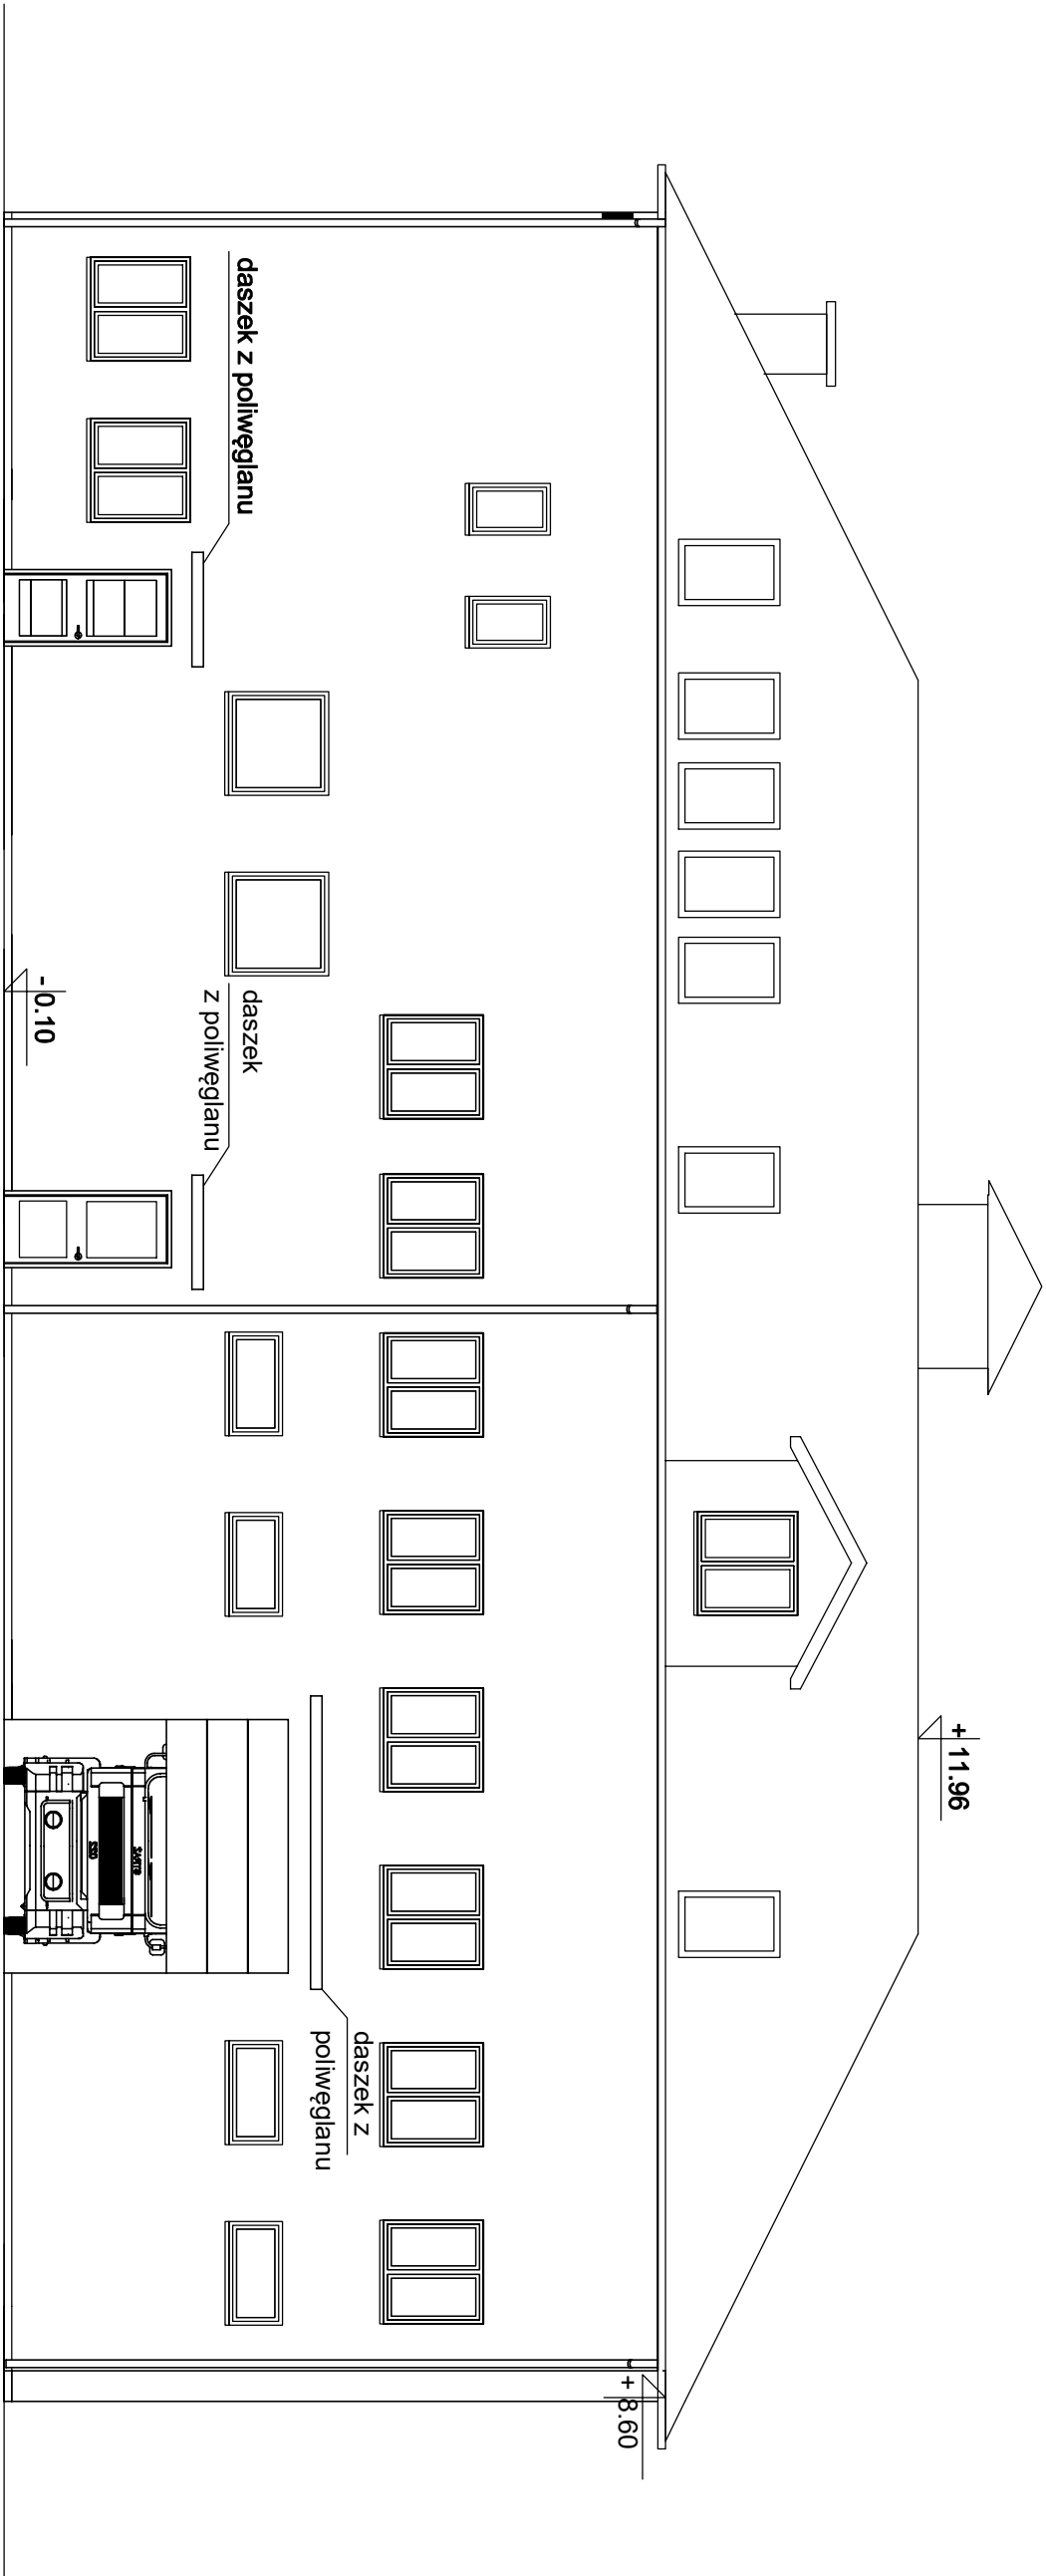 + 11.96
+ 8.60
daszek z
poliwęglanu
daszek z poliwęglanu
daszek
z poliwęglanu
- 0.10